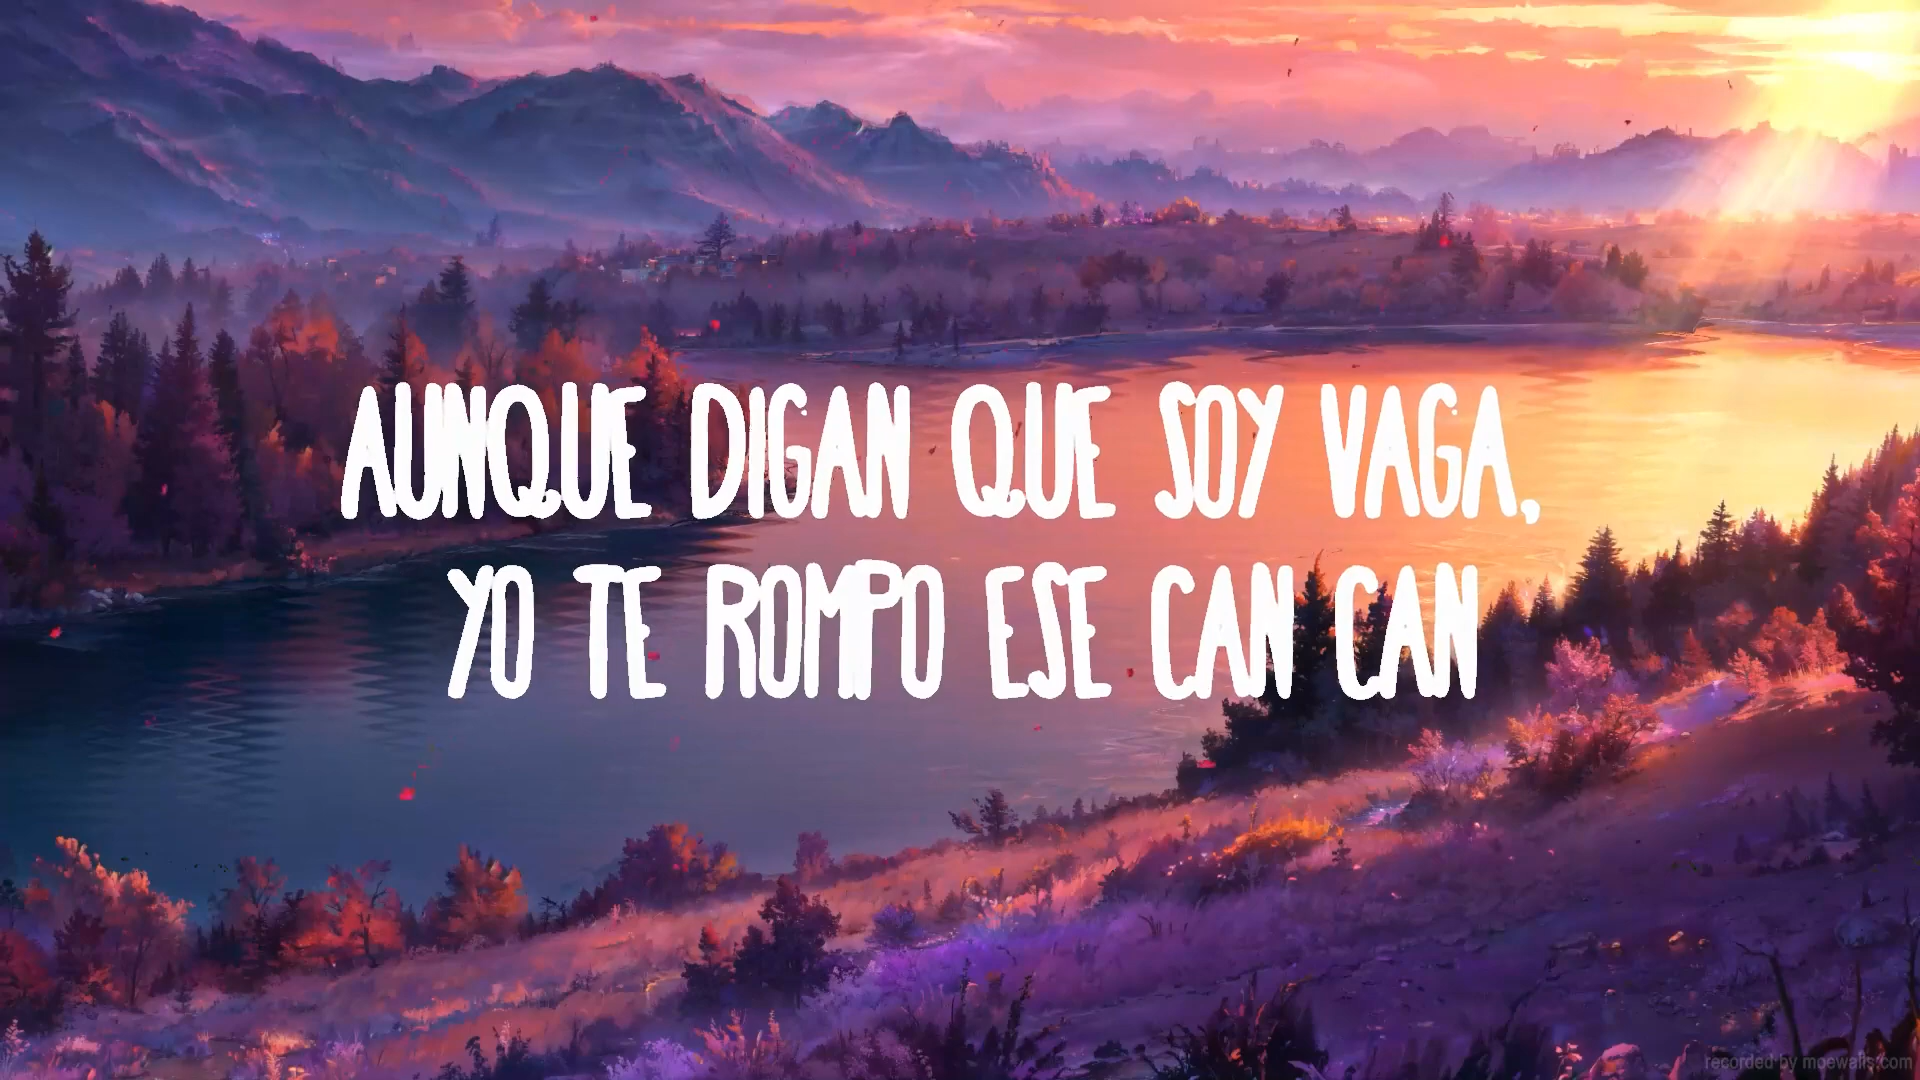 AUNQUE DIGAN QUE SOY VAGA,
YO TE ROMPO ESE CAN CAN
recorded by moewalls.com